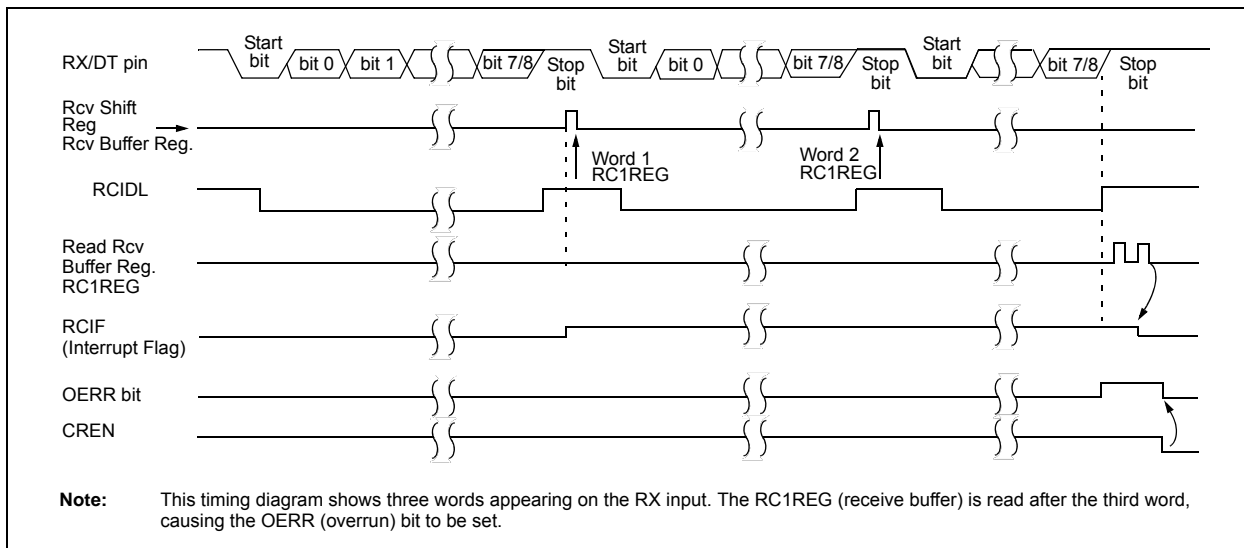 RX/DT pin
Start bit
bit 0
bit 1
bit 7/8
Stop bit
Start bit
bit 0
bit 7/8
Stop bit
Start bit
bit 7/8
Stop bit
Rcv Shift
Reg
Rcv Buffer Reg.
Word 1
RC1REG
Word 2
RC1REG
RCIDL
Read Rcv
Buffer Reg.
RC1REG
RCIF
(Interrupt Flag)
OERR bit
CREN
Note: This timing diagram shows three words appearing on the RX input. The RC1REG (receive buffer) is read after the third word,
causing the OERR (overrun) bit to be set.